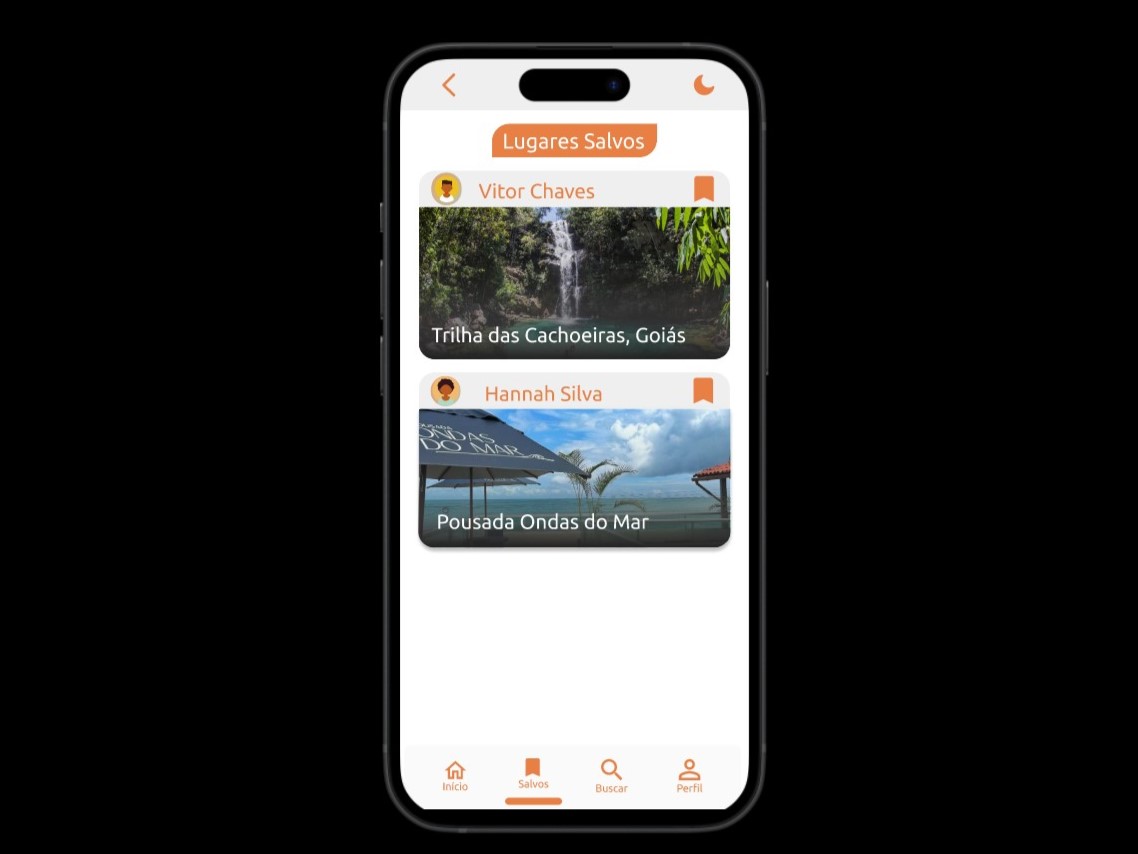 Lugares Salvos
Vitor Chaves
Trilha das Cachoeiras, Goiás
Hannah Silva
ONDAS
DO MAR
Pousada Ondas do Mar
Início
Salvos
Buscar
Perfil